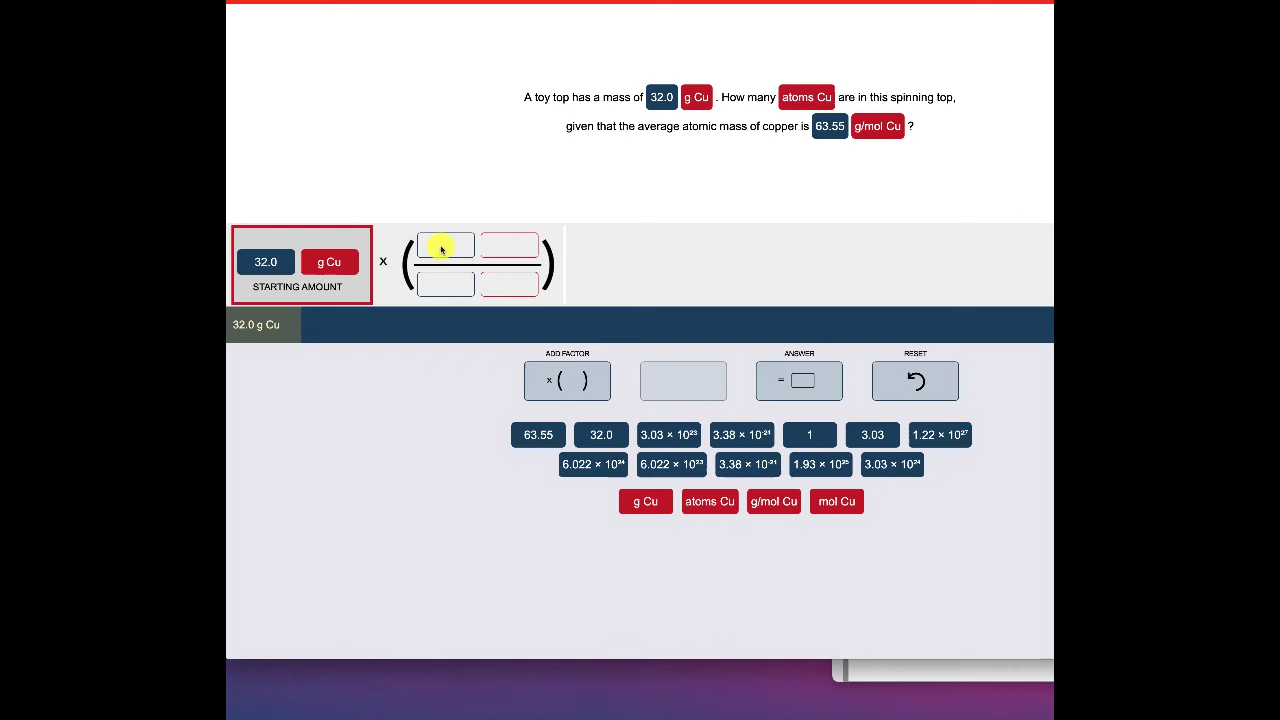 A toy top has a mass of 32.0 g Cu . How many atoms Cu are in this spinning top,
given that the average atomic mass of copper is 63.55 g/mol Cu ?
32.0 g Cu x ( )
STARTING AMOUNT
32.0 g Cu
ADD FACTOR ANSWER RESET
x ( ) =
63.55 32.0 3.03 × 10²³ 3.38 × 10⁻²⁴ 1 3.03 1.22 × 10²⁷
6.022 × 10²⁴ 6.022 × 10²³ 3.38 × 10⁻²¹ 1.93 × 10²⁵ 3.03 × 10²⁴
g Cu atoms Cu g/mol Cu mol Cu